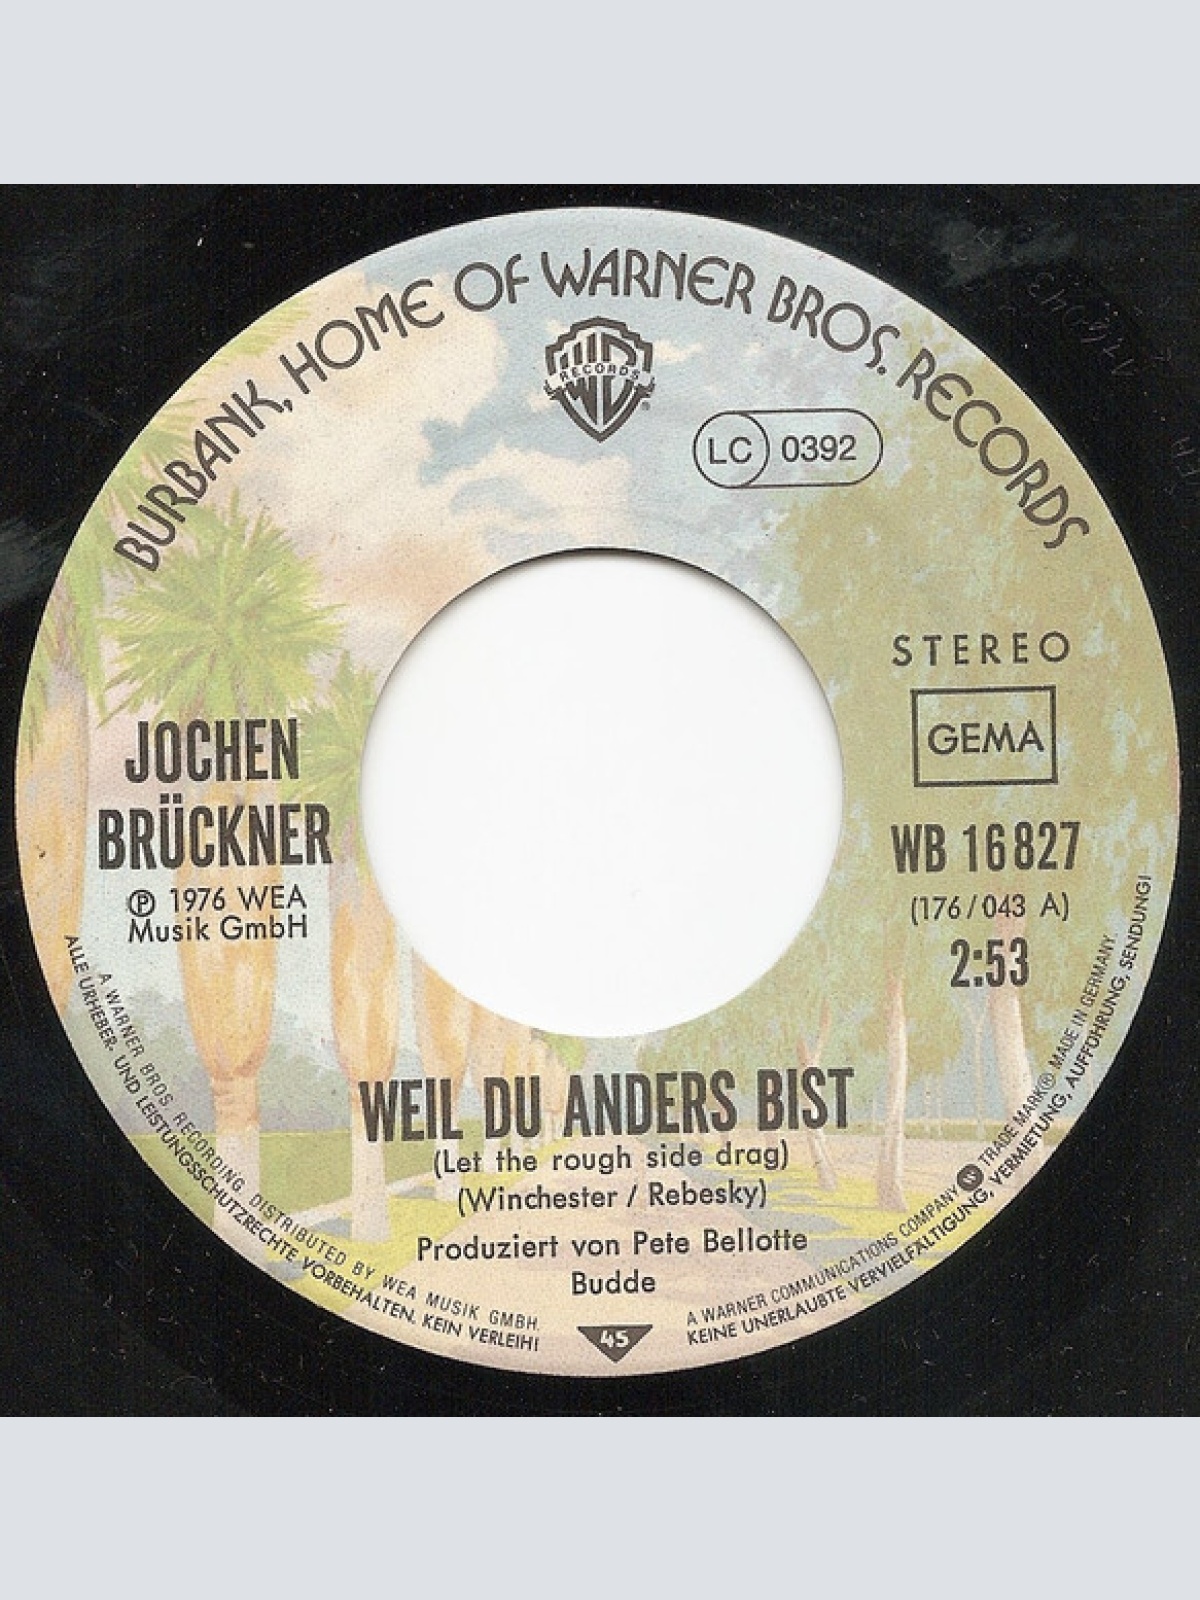 BURBANK, HOME OF WARNER BROS. RECORDS
RECORDS
LC 0392
STEREO
GEMA
JOCHEN
BRÜCKNER
℗ 1976 WEA
Musik GmbH
WB 16 827
(176/043 A)
2:53
WEIL DU ANDERS BIST
(Let the rough side drag)
(Winchester / Rebesky)
Produziert von Pete Bellotte
Budde
45
A WARNER BROS. RECORDING. DISTRIBUTED BY WEA MUSIK GMBH.
A WARNER COMMUNICATIONS COMPANY TRADE MARK® MADE IN GERMANY.
ALLE URHEBER- UND LEISTUNGSSCHUTZRECHTE VORBEHALTEN. KEIN VERLEIH!
KEINE UNERLAUBTE VERVIELFÄLTIGUNG, VERMIETUNG, AUFFÜHRUNG, SENDUNG!